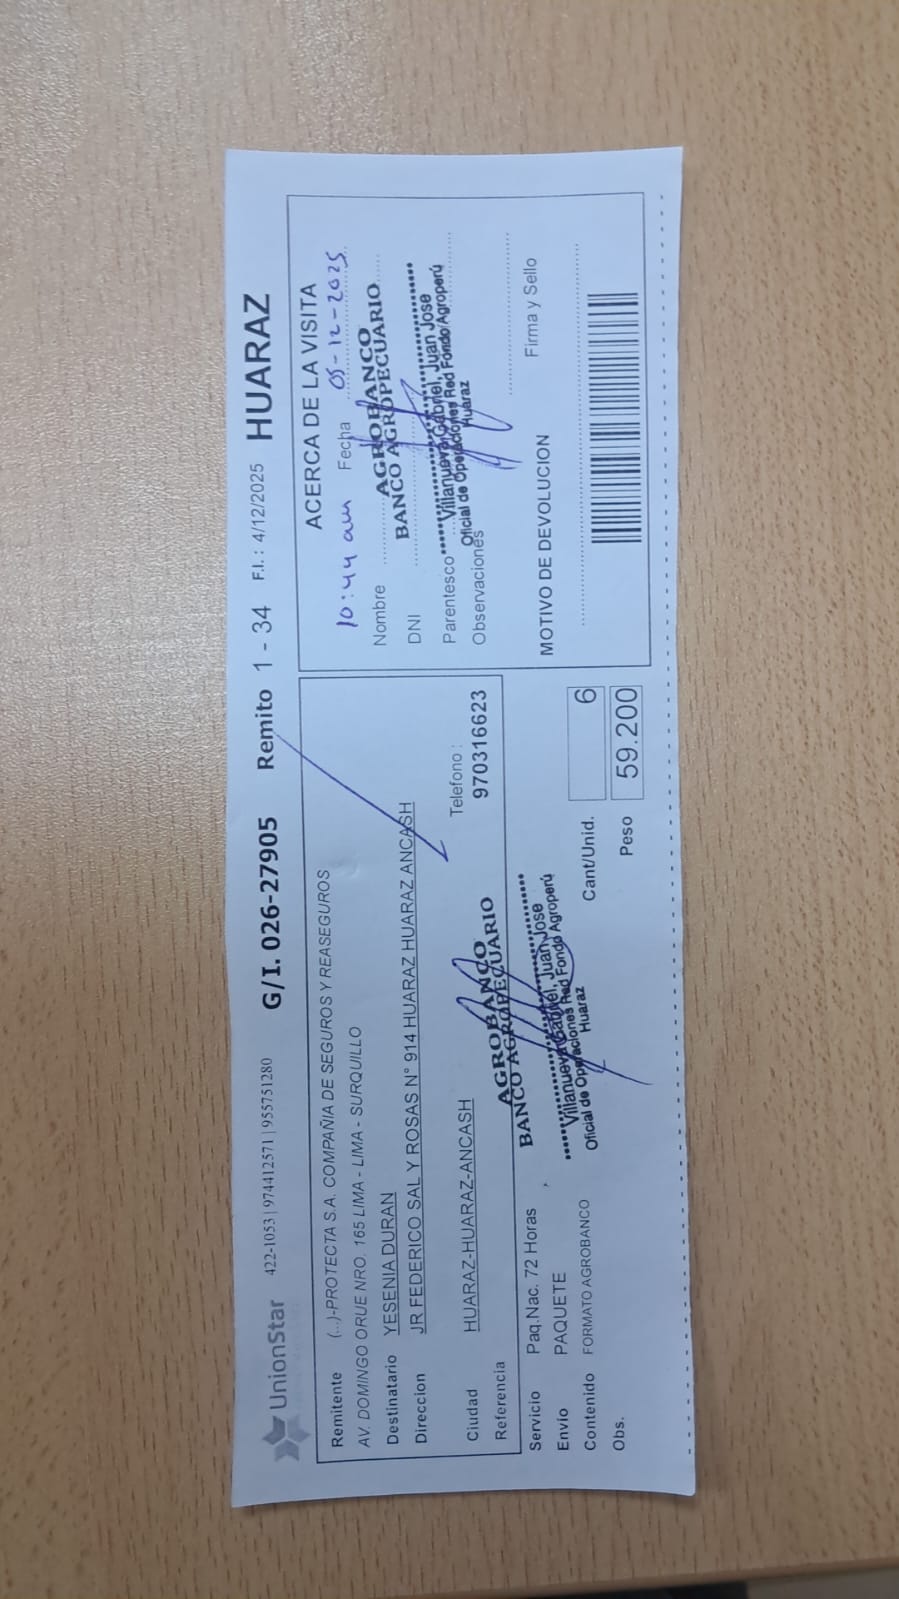 UnionStar 422-1053 | 974412571 | 955751280 G/I. 026-27905 Remito 1 - 34 F.I.: 4/12/2025 HUARAZ
Remitente (...)-PROTECTA S.A. COMPAÑIA DE SEGUROS Y REASEGUROS
AV. DOMINGO ORUE NRO. 165 LIMA - LIMA - SURQUILLO
Destinatario YESENIA DURAN
Direccion JR FEDERICO SAL Y ROSAS N° 914 HUARAZ HUARAZ ANCASH
Telefono :
Ciudad HUARAZ-HUARAZ-ANCASH 970316623
Referencia
AGROBANCO
BANCO AGROPECUARIO
Villanueva Gabriel, Juan Jose
Oficial de Operaciones Red Fondo Agroperú
Huaraz
Servicio Paq.Nac. 72 Horas
Envio PAQUETE
Contenido FORMATO AGROBANCO Cant/Unid. 6
Obs. Peso 59.200
ACERCA DE LA VISITA
10:44 am Fecha 05-12-2025
Nombre
AGROBANCO
BANCO AGROPECUARIO
DNI
Parentesco
Villanueva Gabriel, Juan Jose
Oficial de Operaciones Red Fondo Agroperú
Huaraz
Observaciones
Firma y Sello
MOTIVO DE DEVOLUCION